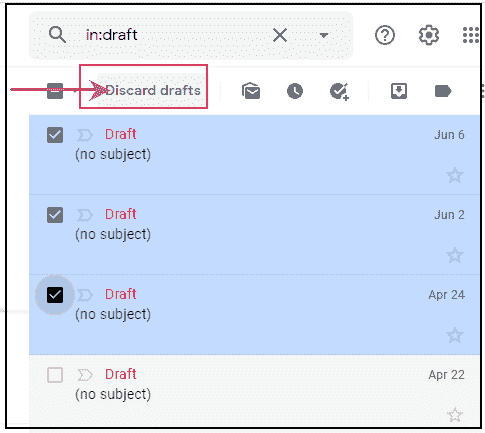 in:draft
Discard drafts
Draft
Jun 6
(no subject)
Draft
Jun 2
(no subject)
Draft
Apr 24
(no subject)
Draft
Apr 22
(no subject)